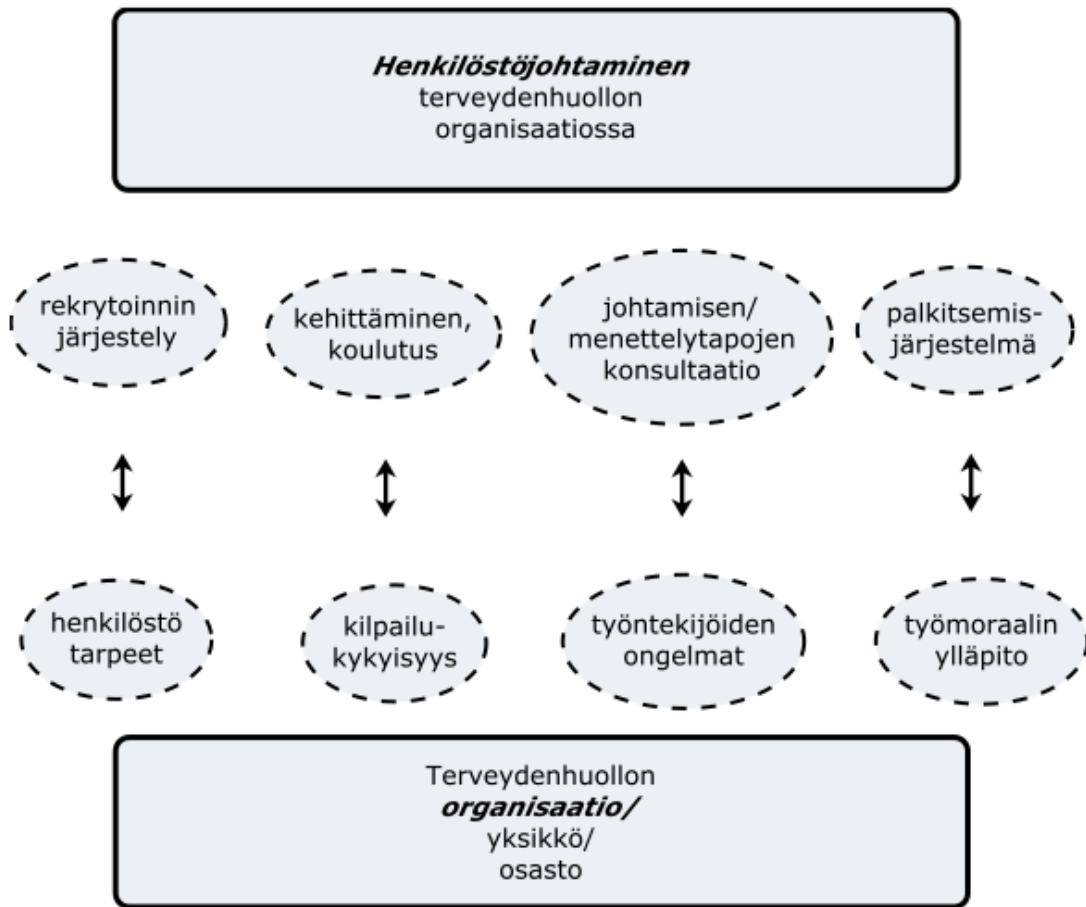 Henkilöstöjohtaminen
terveydenhuollon
organisaatiossa
rekrytoinnin
järjestely
kehittäminen,
koulutus
johtamisen/
menettelytapojen
konsultaatio
palkitsemis-
järjestelmä
henkilöstö
tarpeet
kilpailu-
kykyisyys
työntekijöiden
ongelmat
työmoraalin
ylläpito
Terveydenhuollon
organisaatio/
yksikkö/
osasto